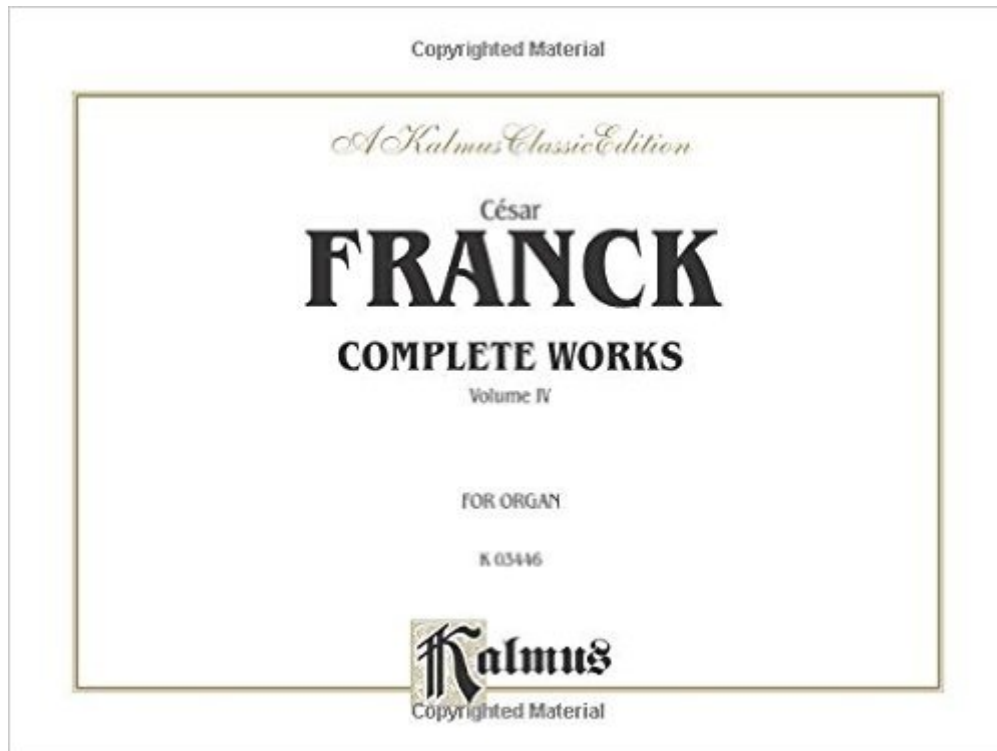 Copyrighted Material
A Kalmus Classic Edition
César
FRANCK
COMPLETE WORKS
Volume IV
FOR ORGAN
K 03446
Kalmus
Copyrighted Material